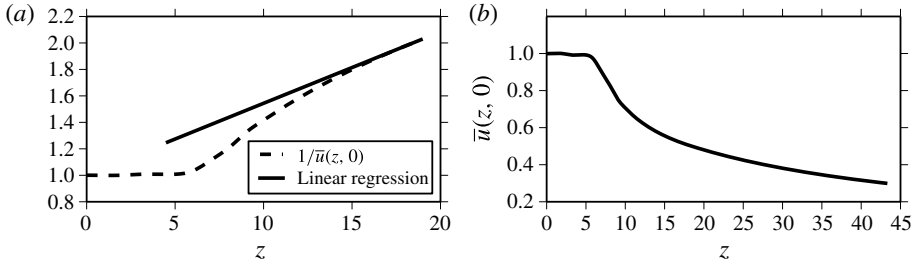 (a)
2.2
2.0
1.8
1.6
1.4
1.2
1.0
0.8
0 5 10 15 20
z
1/u̅(z, 0)
Linear regression
(b)
u̅(z, 0)
1.0
0.8
0.6
0.4
0.2
0 5 10 15 20 25 30 35 40 45
z